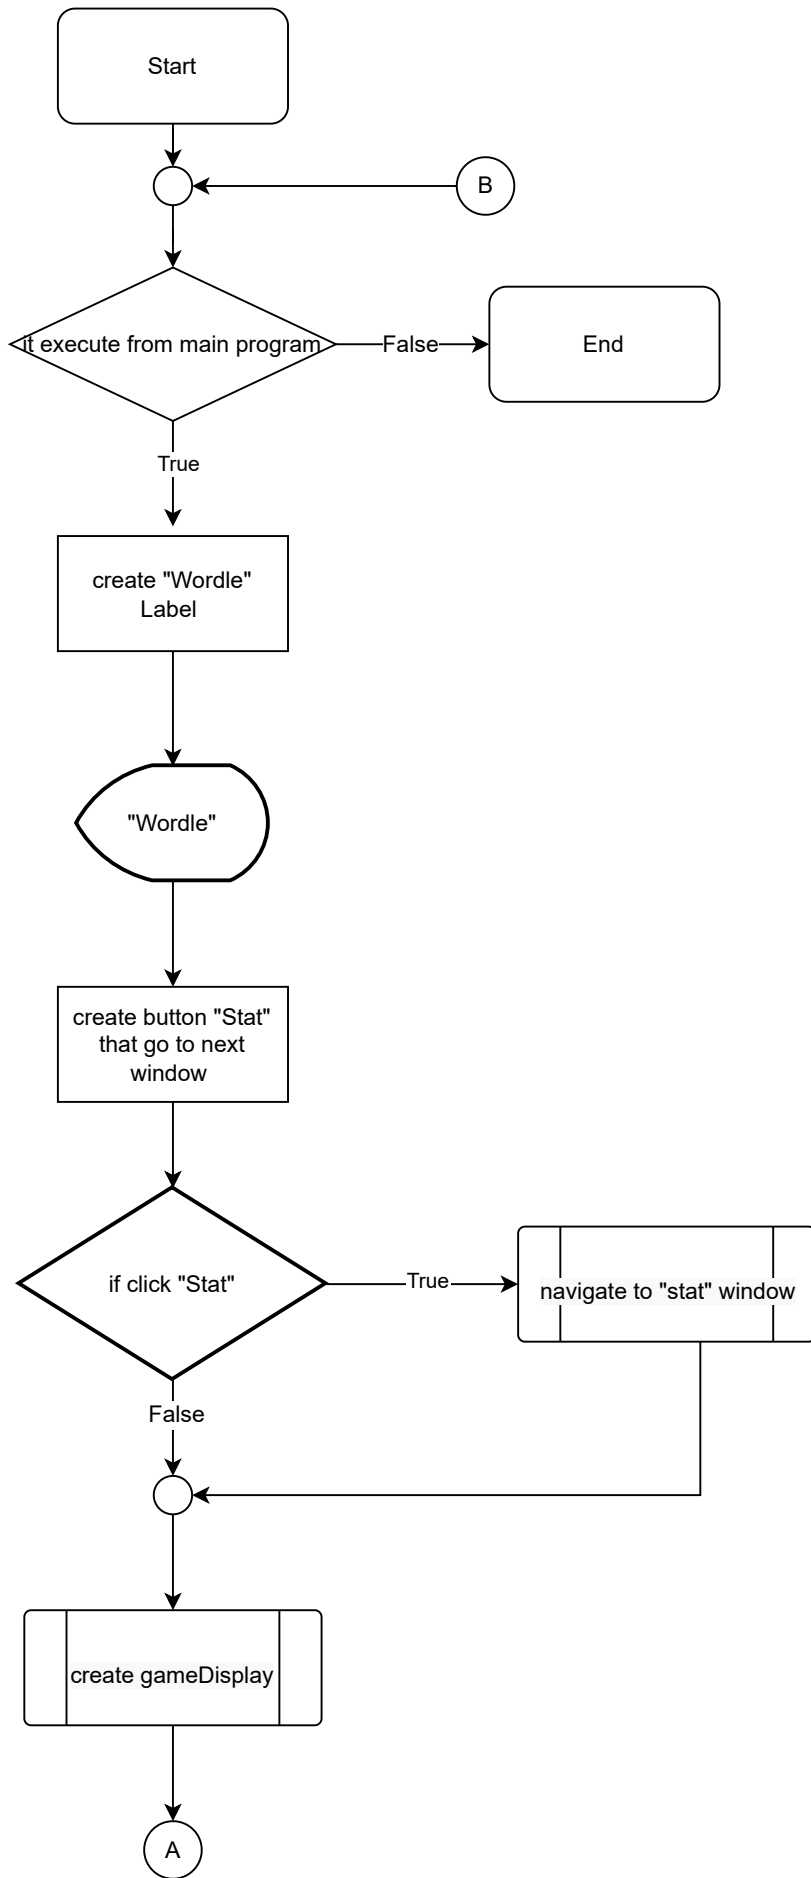 Start
B
it execute from main program
False
End
True
create "Wordle"
Label
"Wordle"
create button "Stat"
that go to next
window
if click "Stat"
True
navigate to "stat" window
False
create gameDisplay
A